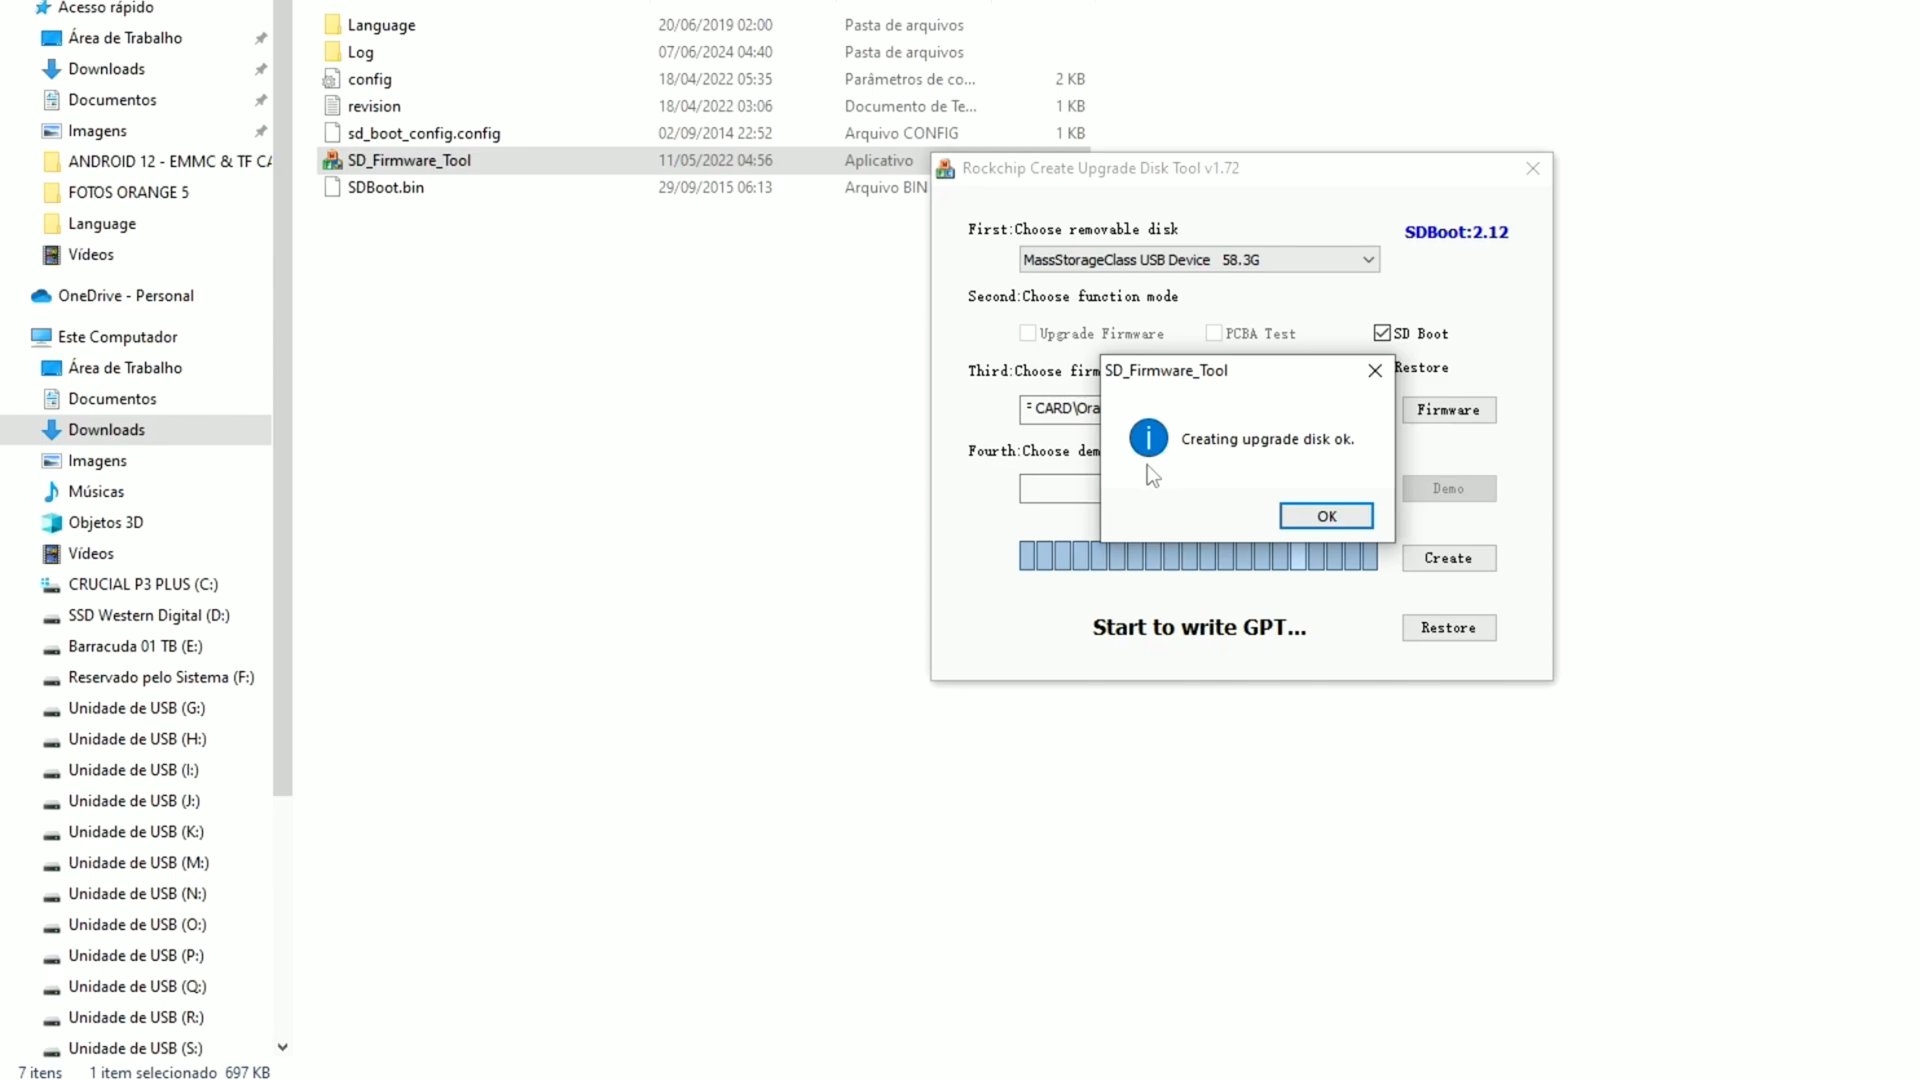 Acesso rápido
Área de Trabalho
Downloads
Documentos
Imagens
ANDROID 12 - EMMC & TF CA
FOTOS ORANGE 5
Language
Vídeos
OneDrive - Personal
Este Computador
Área de Trabalho
Documentos
Downloads
Imagens
Músicas
Objetos 3D
Vídeos
CRUCIAL P3 PLUS (C:)
SSD Western Digital (D:)
Barracuda 01 TB (E:)
Reservado pelo Sistema (F:)
Unidade de USB (G:)
Unidade de USB (H:)
Unidade de USB (I:)
Unidade de USB (J:)
Unidade de USB (K:)
Unidade de USB (M:)
Unidade de USB (N:)
Unidade de USB (O:)
Unidade de USB (P:)
Unidade de USB (Q:)
Unidade de USB (R:)
Unidade de USB (S:)
7 itens 1 item selecionado 697 KB
Language 20/06/2019 02:00 Pasta de arquivos
Log 07/06/2024 04:40 Pasta de arquivos
config 18/04/2022 05:35 Parâmetros de co... 2 KB
revision 18/04/2022 03:06 Documento de Te... 1 KB
sd_boot_config.config 02/09/2014 22:52 Arquivo CONFIG 1 KB
SD_Firmware_Tool 11/05/2022 04:56 Aplicativo
SDBoot.bin 29/09/2015 06:13 Arquivo BIN
Rockchip Create Upgrade Disk Tool v1.72
First:Choose removable disk
SDBoot:2.12
MassStorageClass USB Device 58.3G
Second:Choose function mode
Upgrade Firmware PCBA Test SD Boot
Restore
Third:Choose firm
CARD\Ora
Firmware
Fourth:Choose dem
Demo
SD_Firmware_Tool
Creating upgrade disk ok.
OK
Create
Start to write GPT...
Restore